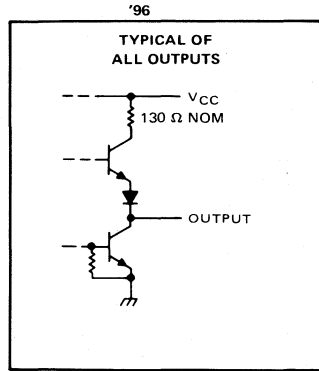 '96
TYPICAL OF
ALL OUTPUTS
VCC
130 Ω NOM
OUTPUT